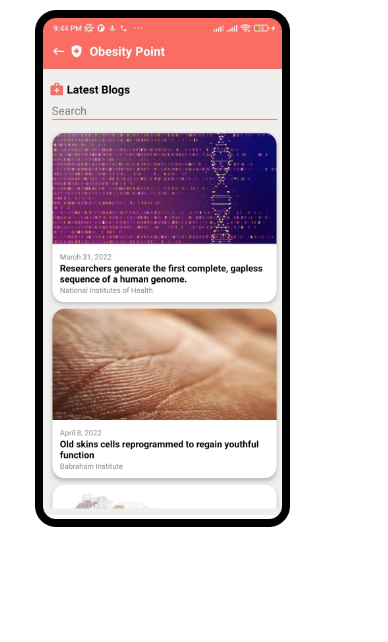 9:44 PM
Obesity Point
Latest Blogs
Search
March 31, 2022
Researchers generate the first complete, gapless
sequence of a human genome.
National Institutes of Health
April 8, 2022
Old skins cells reprogrammed to regain youthful
function
Babraham Institute